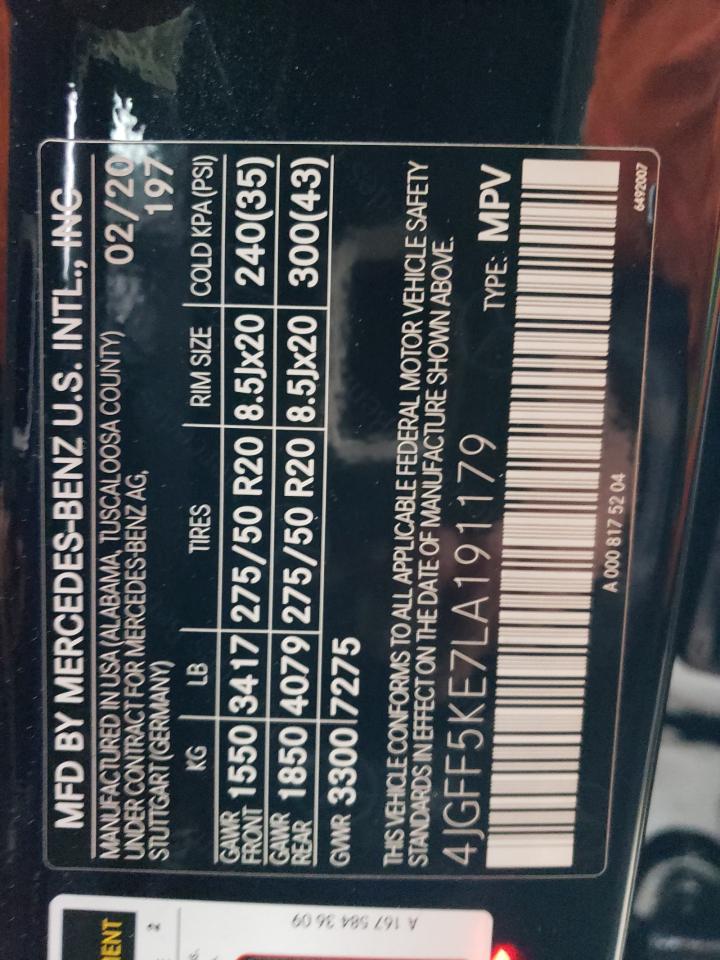 MFD BY MERCEDES-BENZ U.S. INTL., INC
MANUFACTURED IN USA (ALABAMA, TUSCALOOSA COUNTY) 02/20
UNDER CONTRACT FOR MERCEDES-BENZ AG, 197
STUTTGART (GERMANY)
KG LB TIRES RIM SIZE COLD KPA(PSI)
GAWR FRONT 1550 3417 275/50 R20 8.5Jx20 240(35)
GAWR REAR 1850 4079 275/50 R20 8.5Jx20 300(43)
GVWR 3300 7275
THIS VEHICLE CONFORMS TO ALL APPLICABLE FEDERAL MOTOR VEHICLE SAFETY
STANDARDS IN EFFECT ON THE DATE OF MANUFACTURE SHOWN ABOVE.
4JGFF5KE7LA191179 TYPE: MPV
A 000 817 52 04
6492007
2
A 167 584 36 09